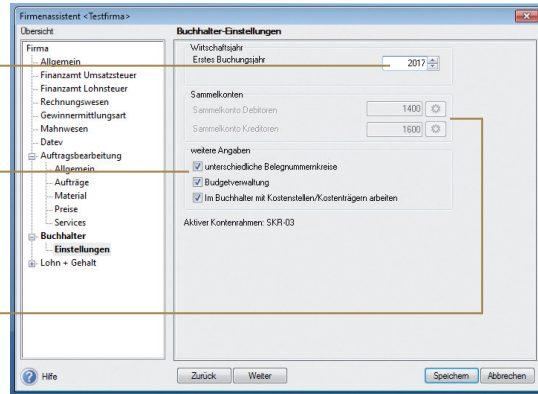 Firmenassistent <Testfirma>
Übersicht
Firma
Allgemein
Finanzamt Umsatzsteuer
Finanzamt Lohnsteuer
Rechnungswesen
Gewinnermittlungsart
Mahnwesen
Datev
Auftragsbearbeitung
Allgemein
Aufträge
Material
Preise
Services
Buchhalter
Einstellungen
Lohn + Gehalt
Buchhalter-Einstellungen
Wirtschaftsjahr
Erstes Buchungsjahr 2017
Sammelkonten
Sammelkonto Debitoren 1400
Sammelkonto Kreditoren 1600
weitere Angaben
unterschiedliche Belegnummernkreise
Budgetverwaltung
Im Buchhalter mit Kostenstellen/Kostenträgern arbeiten
Aktiver Kontenrahmen: SKR-03
Hilfe Zurück Weiter Speichern Abbrechen